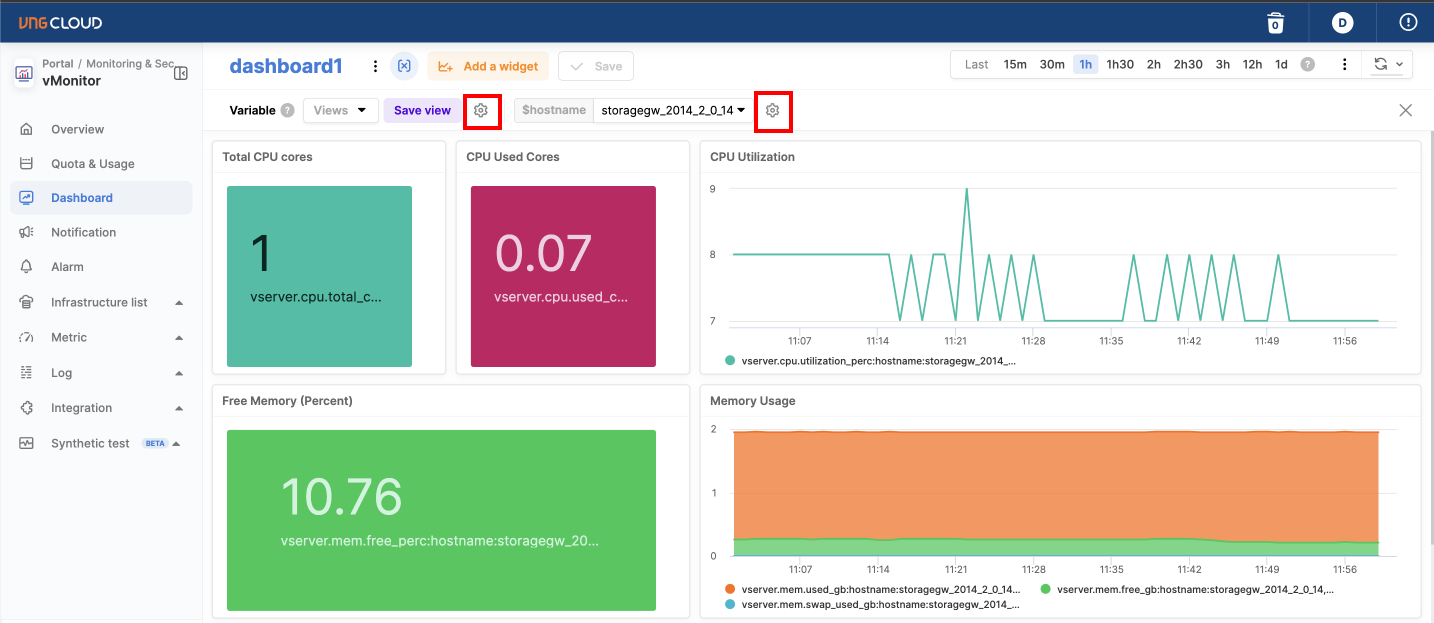 VNG CLOUD
0
D
Portal / Monitoring & Sec
vMonitor
Overview
Quota & Usage
Dashboard
Notification
Alarm
Infrastructure list
Metric
Log
Integration
Synthetic test BETA
dashboard1
Add a widget
Save
Last 15m 30m 1h 1h30 2h 2h30 3h 12h 1d ?
Variable ? Views Save view $hostname storagegw_2014_2_0_14
Total CPU cores
1
vserver.cpu.total_c...
CPU Used Cores
0.07
vserver.cpu.used_c...
CPU Utilization
9
8
7
11:07 11:14 11:21 11:28 11:35 11:42 11:49 11:56
vserver.cpu.utilization_perc:hostname:storagegw_2014_...
Free Memory (Percent)
10.76
vserver.mem.free_perc:hostname:storagegw_20...
Memory Usage
2
1
0
11:07 11:14 11:21 11:28 11:35 11:42 11:49 11:56
vserver.mem.used_gb:hostname:storagegw_2014_2_0_14... vserver.mem.free_gb:hostname:storagegw_2014_2_0_14,...
vserver.mem.swap_used_gb:hostname:storagegw_2014_...